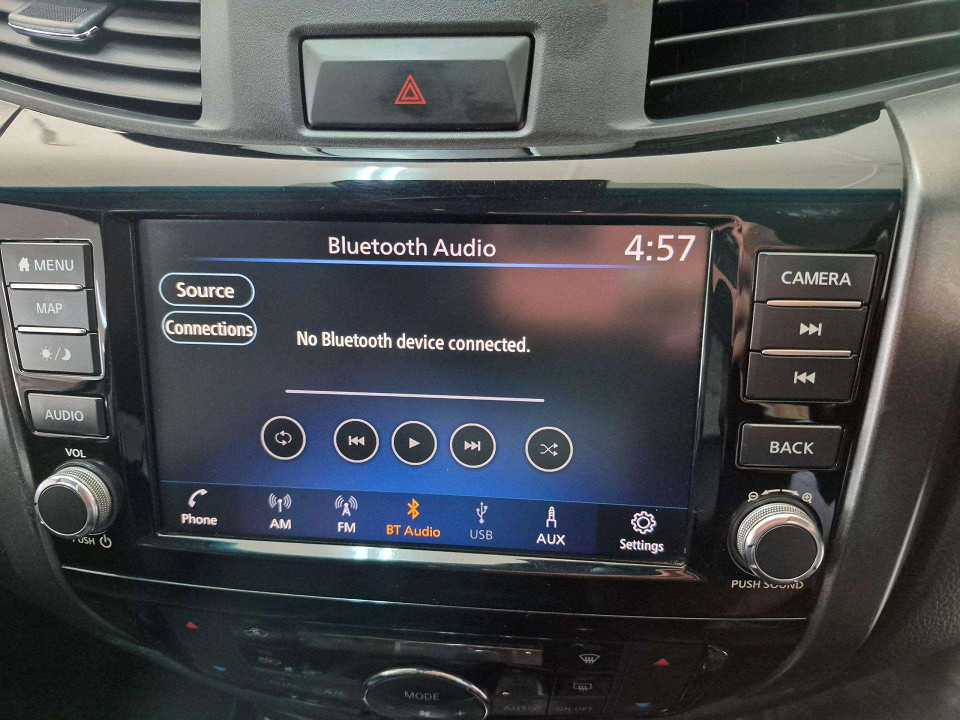 Bluetooth Audio 4:57
MENU
MAP
AUDIO
VOL
PUSH
Source
Connections
No Bluetooth device connected.
Phone AM FM BT Audio USB AUX Settings
CAMERA
BACK
PUSH SOUND
MODE